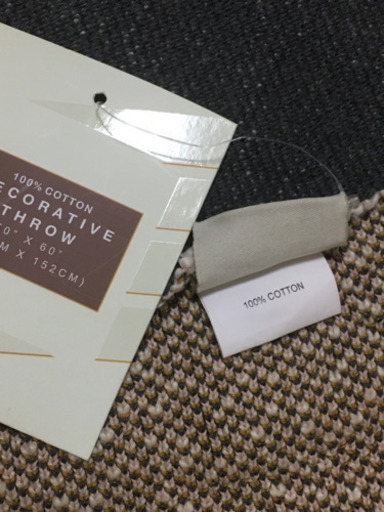 100% COTTON
ECORATIVE
THROW
0" X 60"
M X 152CM)
100% COTTON